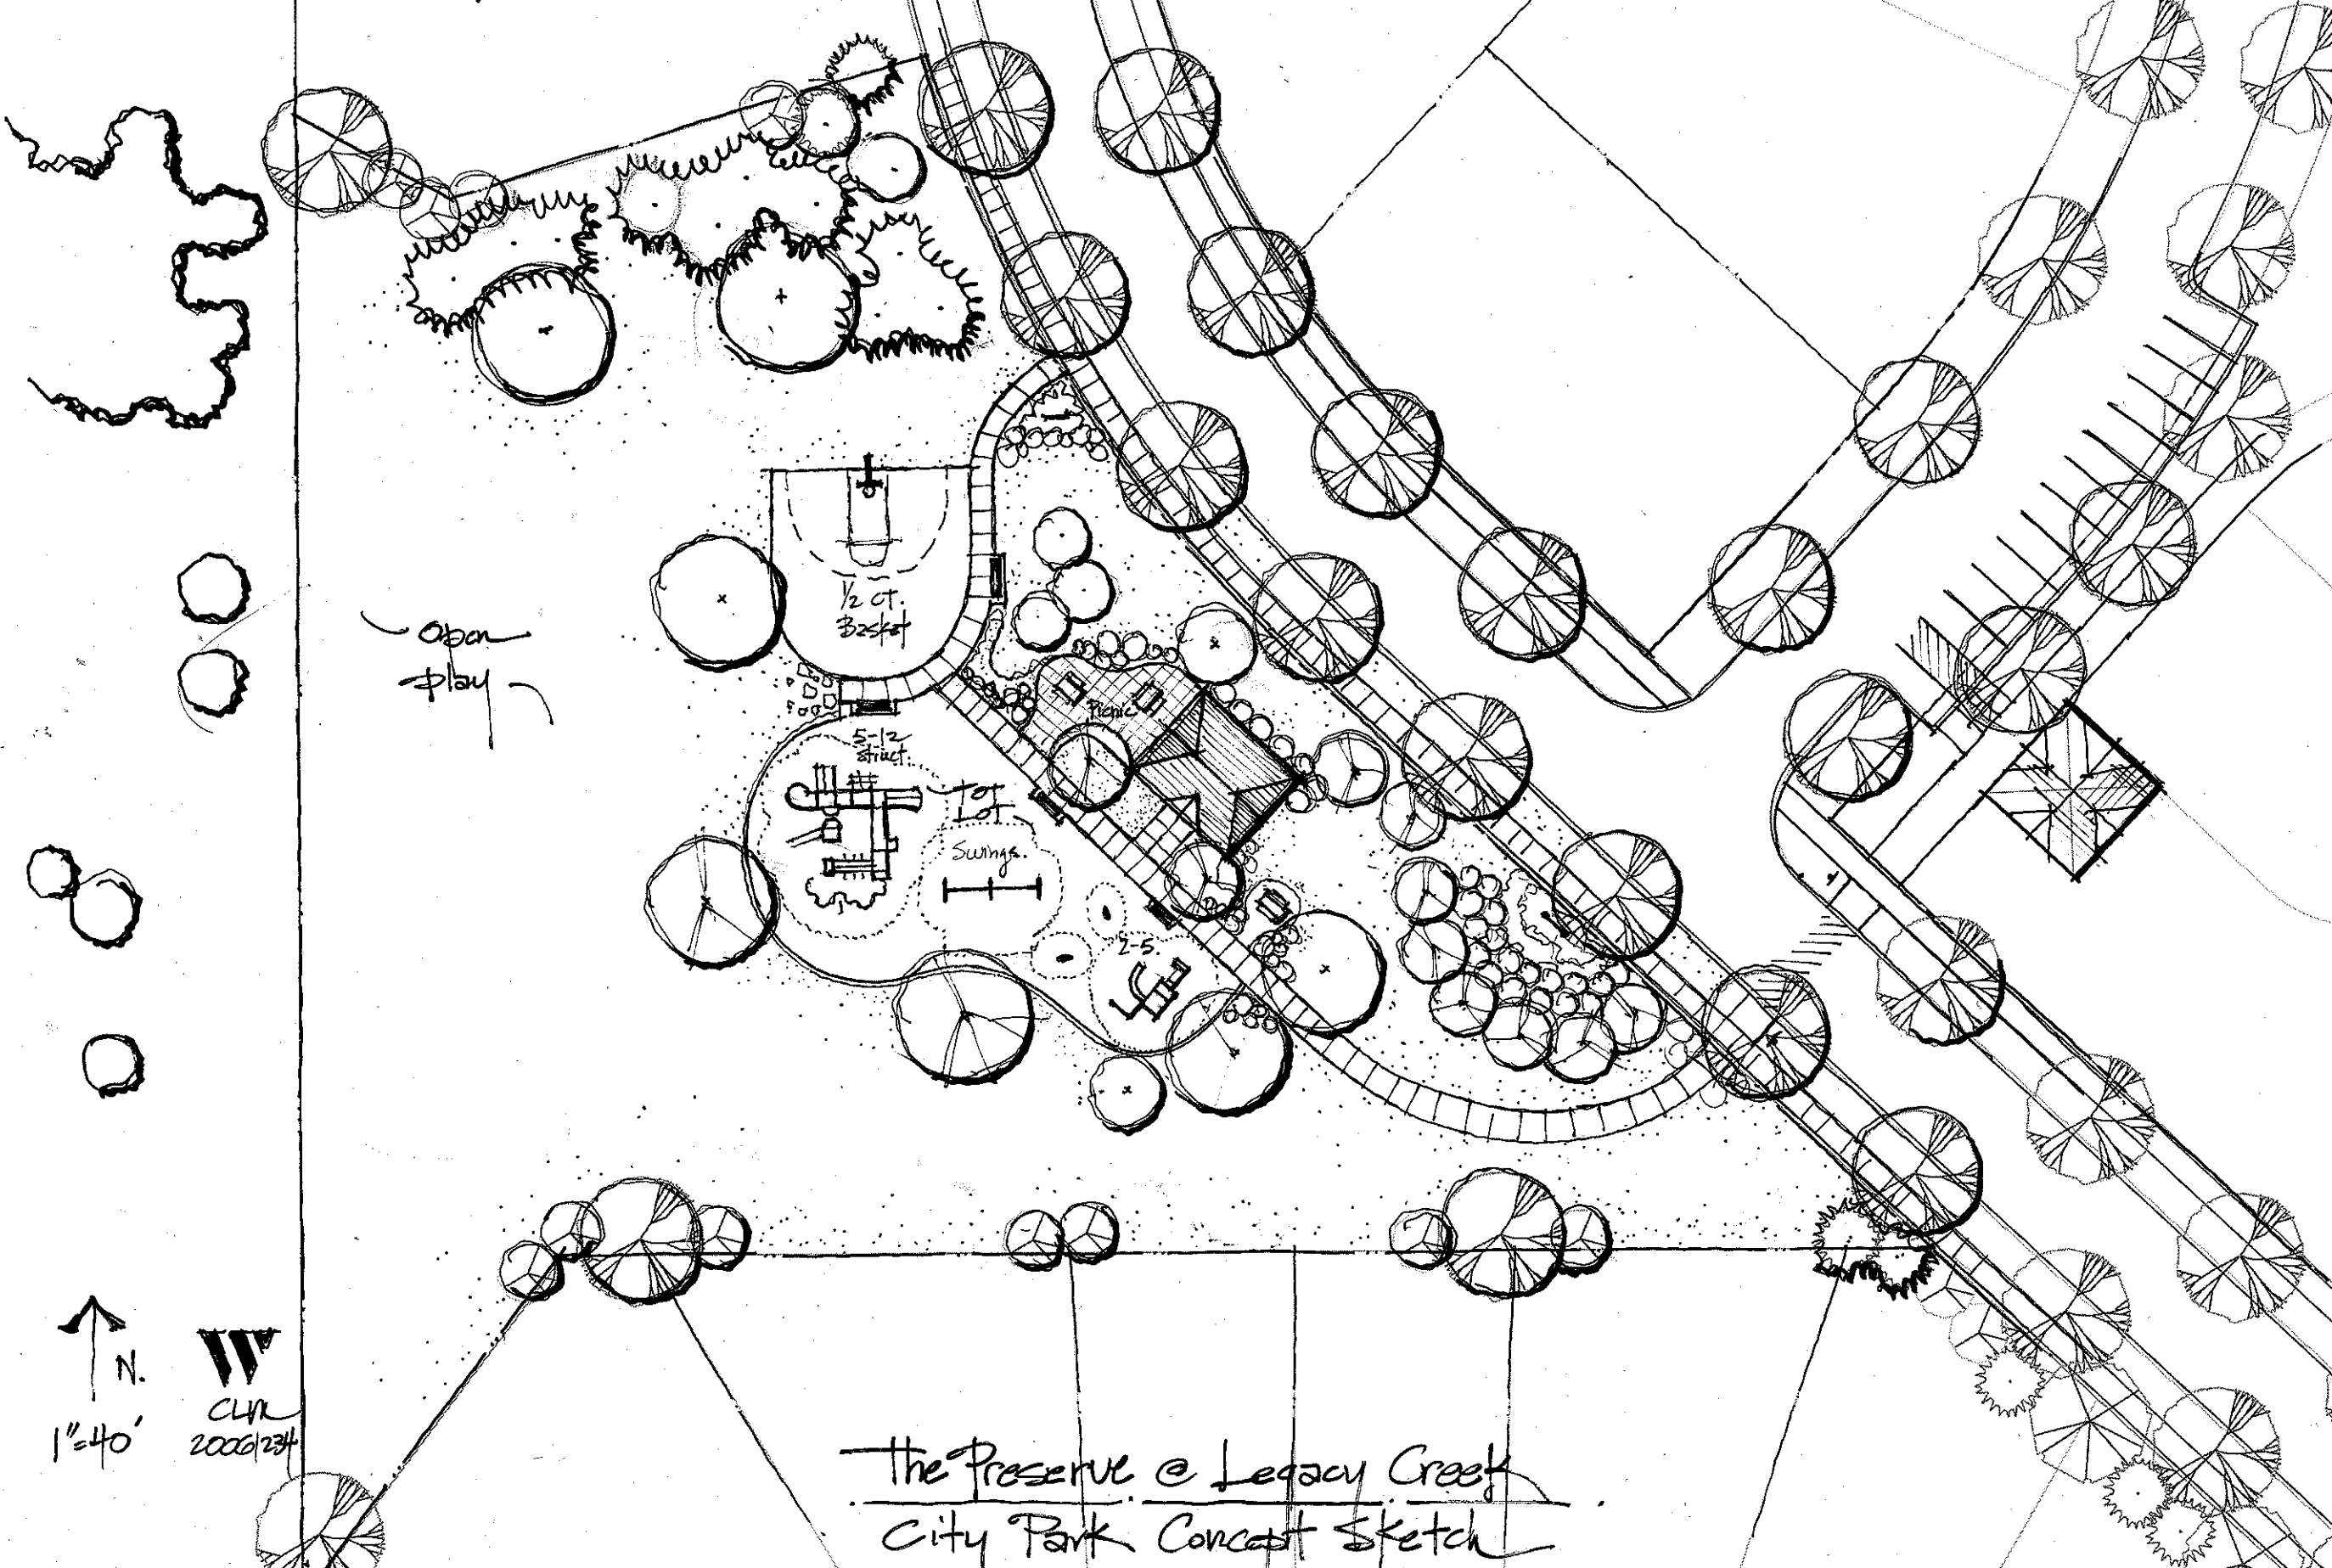 1/2 CT.
Basket
Open
Play
Picnic
5-12
Struct.
Tot
Lot
Swings.
2-5.
N.
1"=40'
2006/234
The Preserve @ Legacy Creek
City Park Concept Sketch